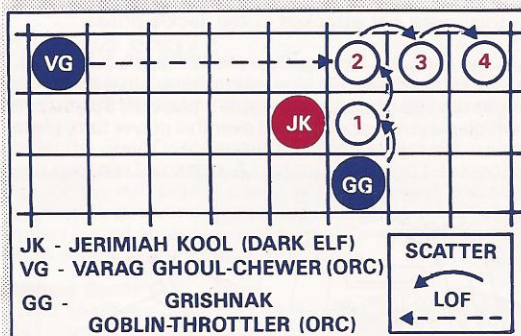 VG
2
3
4
JK
1
GG
JK - JERIMIAH KOOL (DARK ELF)
VG - VARAG GHOUL-CHEWER (ORC)
GG - GRISHNAK
GOBLIN-THROTTLER (ORC)
SCATTER
LOF